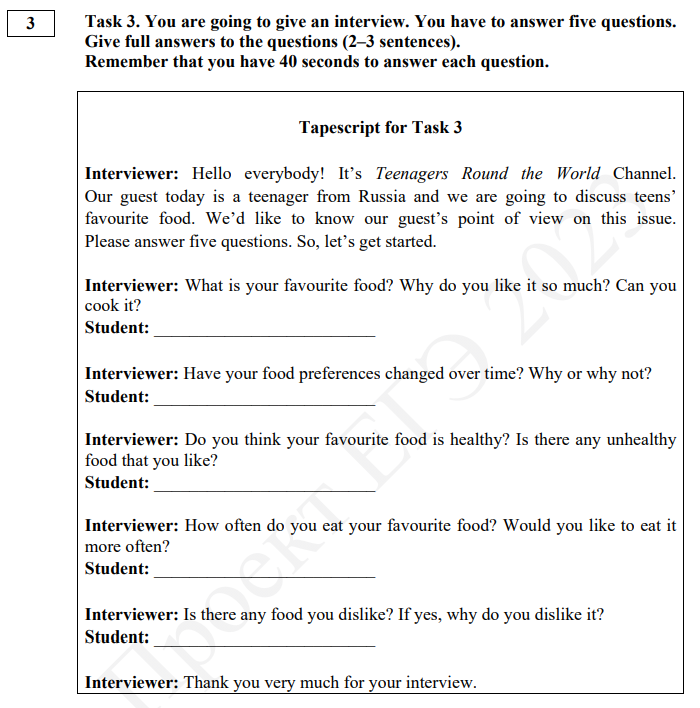 3
Task 3. You are going to give an interview. You have to answer five questions.
Give full answers to the questions (2–3 sentences).
Remember that you have 40 seconds to answer each question.
Tapescript for Task 3
Interviewer: Hello everybody! It’s Teenagers Round the World Channel.
Our guest today is a teenager from Russia and we are going to discuss teens’
favourite food. We’d like to know our guest’s point of view on this issue.
Please answer five questions. So, let’s get started.
Interviewer: What is your favourite food? Why do you like it so much? Can you
cook it?
Student: __________________________
Interviewer: Have your food preferences changed over time? Why or why not?
Student: __________________________
Interviewer: Do you think your favourite food is healthy? Is there any unhealthy
food that you like?
Student: __________________________
Interviewer: How often do you eat your favourite food? Would you like to eat it
more often?
Student: __________________________
Interviewer: Is there any food you dislike? If yes, why do you dislike it?
Student: __________________________
Interviewer: Thank you very much for your interview.
Проект ЕГЭ 2023